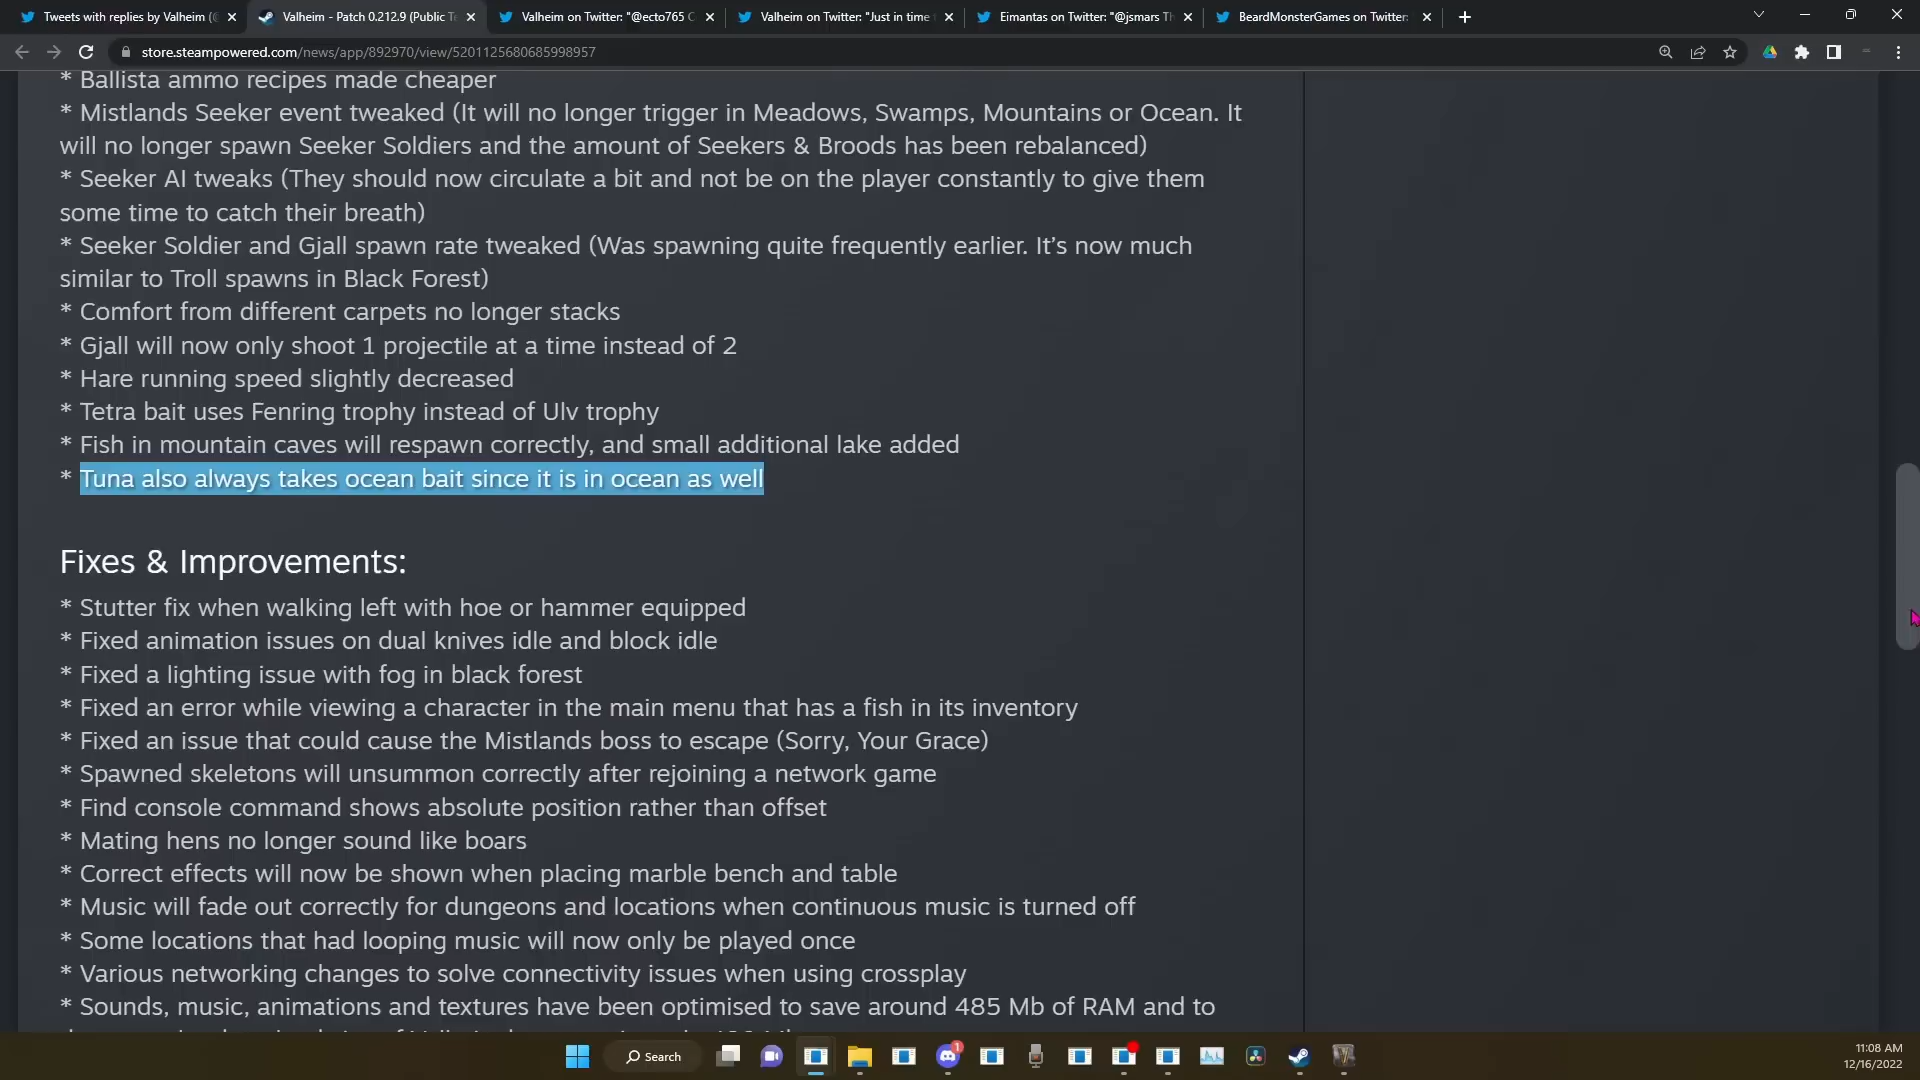 Tweets with replies by Valheim (@
Valheim - Patch 0.212.9 (Public Te
Valheim on Twitter: "@ecto765 C
Valheim on Twitter: "Just in time
Eimantas on Twitter: "@jsmars Th
BeardMonsterGames on Twitter:
store.steampowered.com/news/app/892970/view/5201125680685998957
* Ballista ammo recipes made cheaper
* Mistlands Seeker event tweaked (It will no longer trigger in Meadows, Swamps, Mountains or Ocean. It
will no longer spawn Seeker Soldiers and the amount of Seekers & Broods has been rebalanced)
* Seeker AI tweaks (They should now circulate a bit and not be on the player constantly to give them
some time to catch their breath)
* Seeker Soldier and Gjall spawn rate tweaked (Was spawning quite frequently earlier. It's now much
similar to Troll spawns in Black Forest)
* Comfort from different carpets no longer stacks
* Gjall will now only shoot 1 projectile at a time instead of 2
* Hare running speed slightly decreased
* Tetra bait uses Fenring trophy instead of Ulv trophy
* Fish in mountain caves will respawn correctly, and small additional lake added
* Tuna also always takes ocean bait since it is in ocean as well
Fixes & Improvements:
* Stutter fix when walking left with hoe or hammer equipped
* Fixed animation issues on dual knives idle and block idle
* Fixed a lighting issue with fog in black forest
* Fixed an error while viewing a character in the main menu that has a fish in its inventory
* Fixed an issue that could cause the Mistlands boss to escape (Sorry, Your Grace)
* Spawned skeletons will unsummon correctly after rejoining a network game
* Find console command shows absolute position rather than offset
* Mating hens no longer sound like boars
* Correct effects will now be shown when placing marble bench and table
* Music will fade out correctly for dungeons and locations when continuous music is turned off
* Some locations that had looping music will now only be played once
* Various networking changes to solve connectivity issues when using crossplay
* Sounds, music, animations and textures have been optimised to save around 485 Mb of RAM and to
Search
1
11:08 AM
12/16/2022